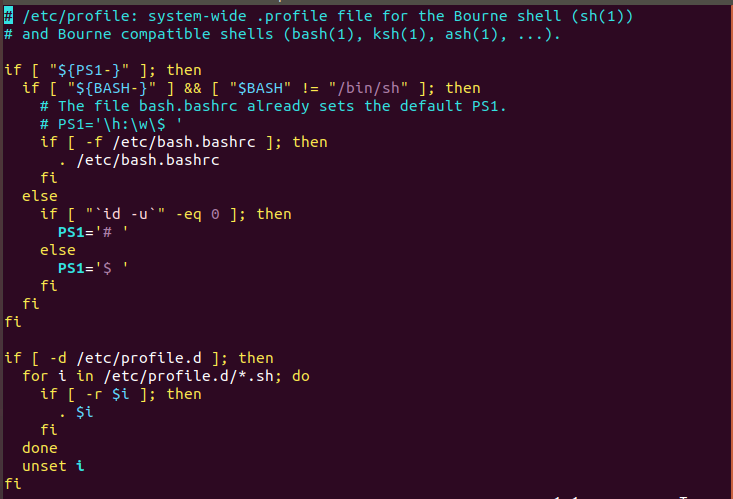 # /etc/profile: system-wide .profile file for the Bourne shell (sh(1))
# and Bourne compatible shells (bash(1), ksh(1), ash(1), ...).

if [ "${PS1-}" ]; then
  if [ "${BASH-}" ] && [ "$BASH" != "/bin/sh" ]; then
    # The file bash.bashrc already sets the default PS1.
    # PS1='\h:\w\$ '
    if [ -f /etc/bash.bashrc ]; then
      . /etc/bash.bashrc
    fi
  else
    if [ "`id -u`" -eq 0 ]; then
      PS1='# '
    else
      PS1='$ '
    fi
  fi
fi

if [ -d /etc/profile.d ]; then
  for i in /etc/profile.d/*.sh; do
    if [ -r $i ]; then
      . $i
    fi
  done
  unset i
fi